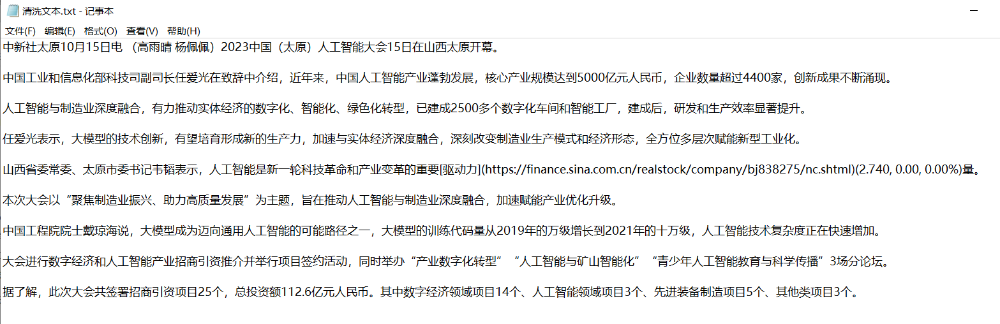 清洗文本.txt - 记事本
文件(F) 编辑(E) 格式(O) 查看(V) 帮助(H)
中新社太原10月15日电 （高雨晴 杨佩佩）2023中国（太原）人工智能大会15日在山西太原开幕。
中国工业和信息化部科技司副司长任爱光在致辞中介绍，近年来，中国人工智能产业蓬勃发展，核心产业规模达到5000亿元人民币，企业数量超过4400家，创新成果不断涌现。
人工智能与制造业深度融合，有力推动实体经济的数字化、智能化、绿色化转型，已建成2500多个数字化车间和智能工厂，建成后，研发和生产效率显著提升。
任爱光表示，大模型的技术创新，有望培育形成新的生产力，加速与实体经济深度融合，深刻改变制造业生产模式和经济形态，全方位多层次赋能新型工业化。
山西省委常委、太原市委书记韦韬表示，人工智能是新一轮科技革命和产业变革的重要[驱动力](https://finance.sina.com.cn/realstock/company/bj838275/nc.shtml)(2.740, 0.00, 0.00%)量。
本次大会以“聚焦制造业振兴、助力高质量发展”为主题，旨在推动人工智能与制造业深度融合，加速赋能产业优化升级。
中国工程院院士戴琼海说，大模型成为迈向通用人工智能的可能路径之一，大模型的训练代码量从2019年的万级增长到2021年的十万级，人工智能技术复杂度正在快速增加。
大会进行数字经济和人工智能产业招商引资推介并举行项目签约活动，同时举办“产业数字化转型”“人工智能与矿山智能化”“青少年人工智能教育与科学传播”3场分论坛。
据了解，此次大会共签署招商引资项目25个，总投资额112.6亿元人民币。其中数字经济领域项目14个、人工智能领域项目3个、先进装备制造项目5个、其他类项目3个。